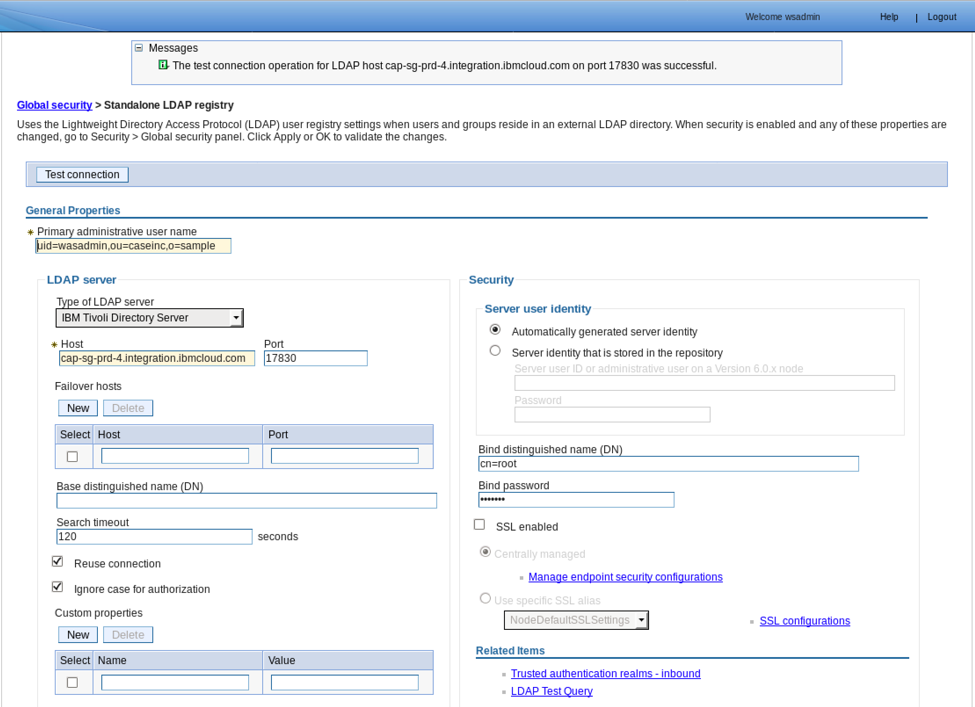 Welcome wsadmin Help | Logout
Messages
The test connection operation for LDAP host cap-sg-prd-4.integration.ibmcloud.com on port 17830 was successful.
Global security > Standalone LDAP registry
Uses the Lightweight Directory Access Protocol (LDAP) user registry settings when users and groups reside in an external LDAP directory. When security is enabled and any of these properties are
changed, go to Security > Global security panel. Click Apply or OK to validate the changes.
Test connection
General Properties
Primary administrative user name
uid=wasadmin,ou=caseinc,o=sample
LDAP server
Type of LDAP server
IBM Tivoli Directory Server
Host Port
cap-sg-prd-4.integration.ibmcloud.com 17830
Failover hosts
New Delete
Select Host Port
Base distinguished name (DN)
Search timeout
120 seconds
Reuse connection
Ignore case for authorization
Custom properties
New Delete
Select Name Value
Security
Server user identity
Automatically generated server identity
Server identity that is stored in the repository
Server user ID or administrative user on a Version 6.0.x node
Password
Bind distinguished name (DN)
cn=root
Bind password
•••••••
SSL enabled
Centrally managed
Manage endpoint security configurations
Use specific SSL alias
NodeDefaultSSLSettings SSL configurations
Related Items
Trusted authentication realms - inbound
LDAP Test Query